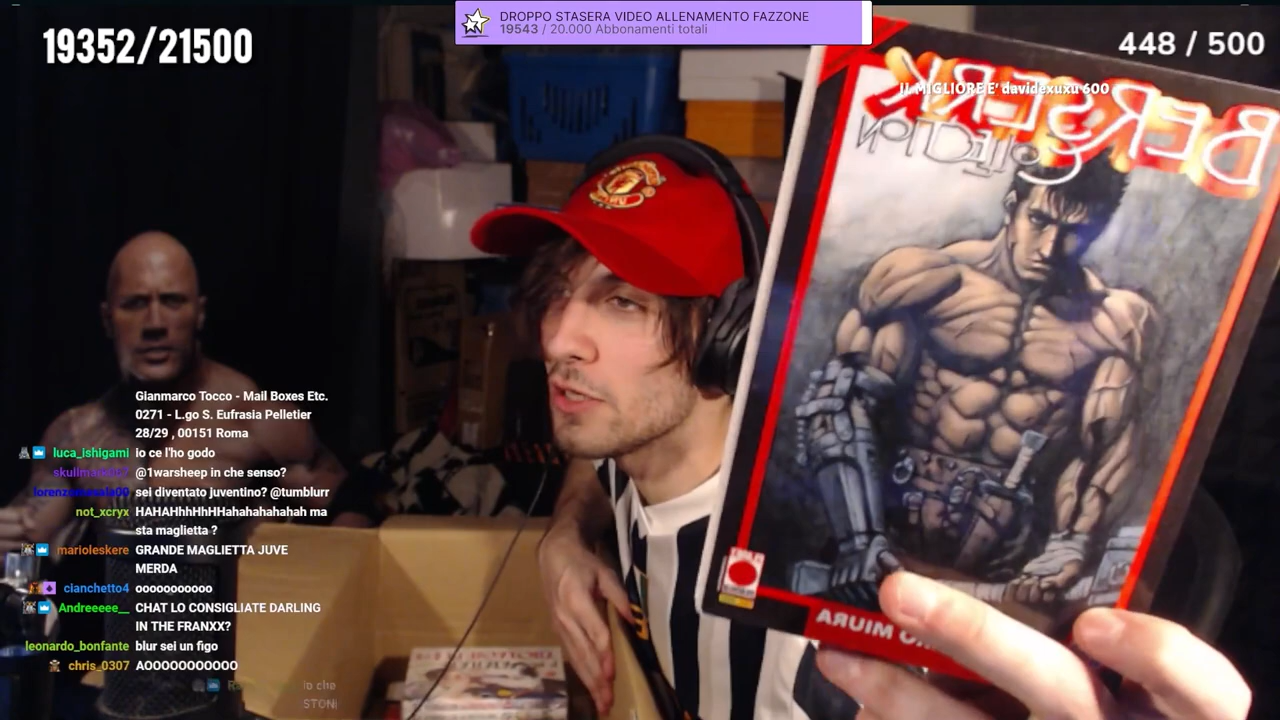 DROPPO STASERA VIDEO ALLENAMENTO FAZZONE
19543 / 20.000 Abbonamenti totali
19352/21500
448 / 500
IL MIGLIORE E' davidexuxu 600
BERSERK
Collection
MIURA
Gianmarco Tocco - Mail Boxes Etc.
0271 - L.go S. Eufrasia Pelletier
28/29 , 00151 Roma
luca_ishigami io ce l'ho godo
@1warsheep in che senso?
sei diventato juventino? @tumblurr
not_xcryx HAHAHhhHhHHahahahahahah ma
sta maglietta ?
marioleskere GRANDE MAGLIETTA JUVE
MERDA
cianchetto4 ooooooooooo
Andreeeee__ CHAT LO CONSIGLIATE DARLING
IN THE FRANXX?
leonardo_bonfante blur sei un figo
chris_0307 AOOOOOOOOOOO
io che